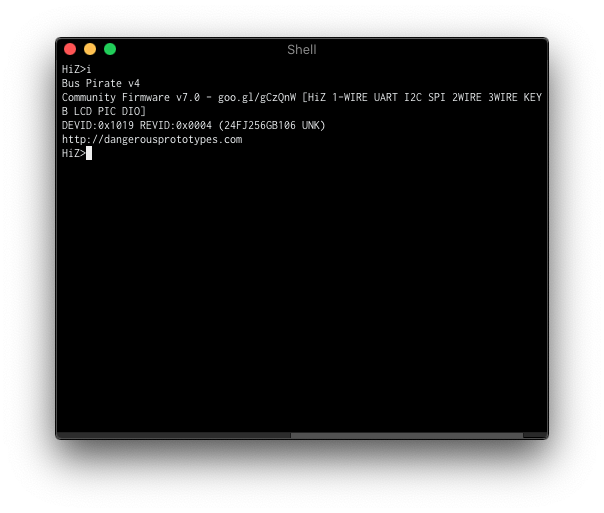 Shell
HiZ>i
Bus Pirate v4
Community Firmware v7.0 - goo.gl/gCzQnW [HiZ 1-WIRE UART I2C SPI 2WIRE 3WIRE KEY
B LCD PIC DIO]
DEVID:0x1019 REVID:0x0004 (24FJ256GB106 UNK)
http://dangerousprototypes.com
HiZ>